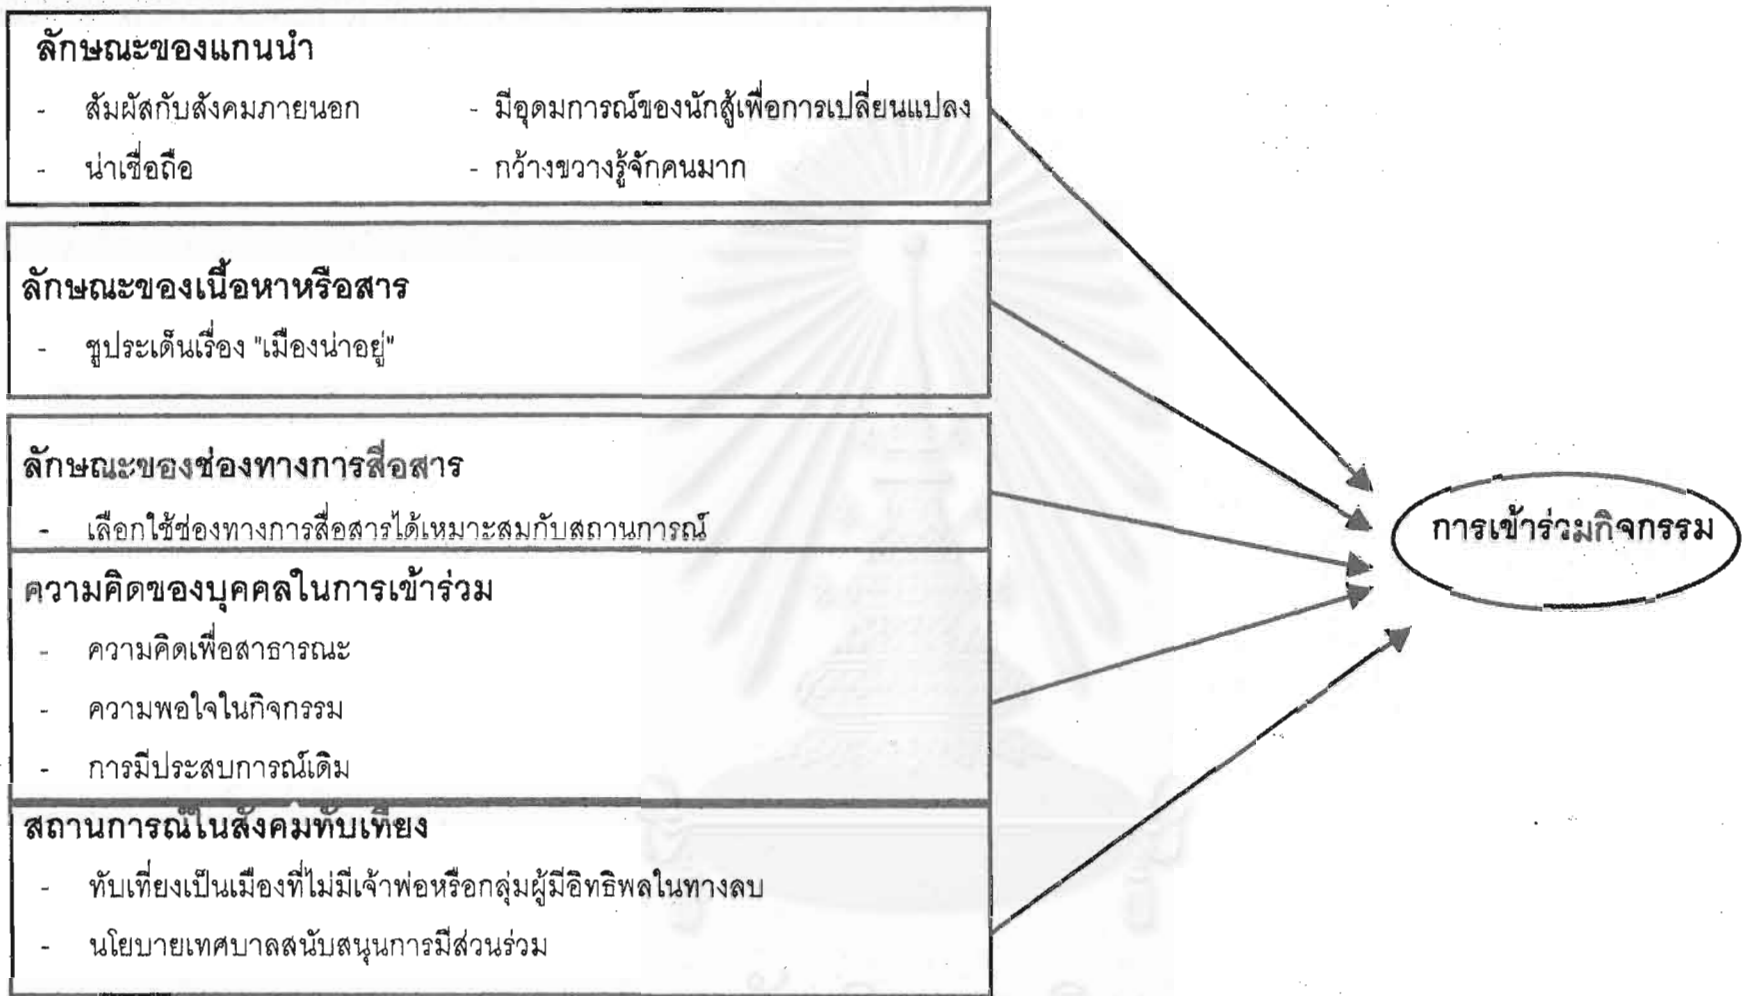 ลักษณะของแกนนำ
- สัมผัสกับสังคมภายนอก - มีอุดมการณ์ของนักสู้เพื่อการเปลี่ยนแปลง
- น่าเชื่อถือ - กว้างขวางรู้จักคนมาก
ลักษณะของเนื้อหาหรือสาร
- ชูประเด็นเรื่อง "เมืองน่าอยู่"
ลักษณะของช่องทางการสื่อสาร
- เลือกใช้ช่องทางการสื่อสารได้เหมาะสมกับสถานการณ์
ความคิดของบุคคลในการเข้าร่วม
- ความคิดเพื่อสาธารณะ
- ความพอใจในกิจกรรม
- การมีประสบการณ์เดิม
สถานการณ์ในสังคมทับเที่ยง
- ทับเที่ยงเป็นเมืองที่ไม่มีเจ้าพ่อหรือกลุ่มผู้มีอิทธิพลในทางลบ
- นโยบายเทศบาลสนับสนุนการมีส่วนร่วม
การเข้าร่วมกิจกรรม